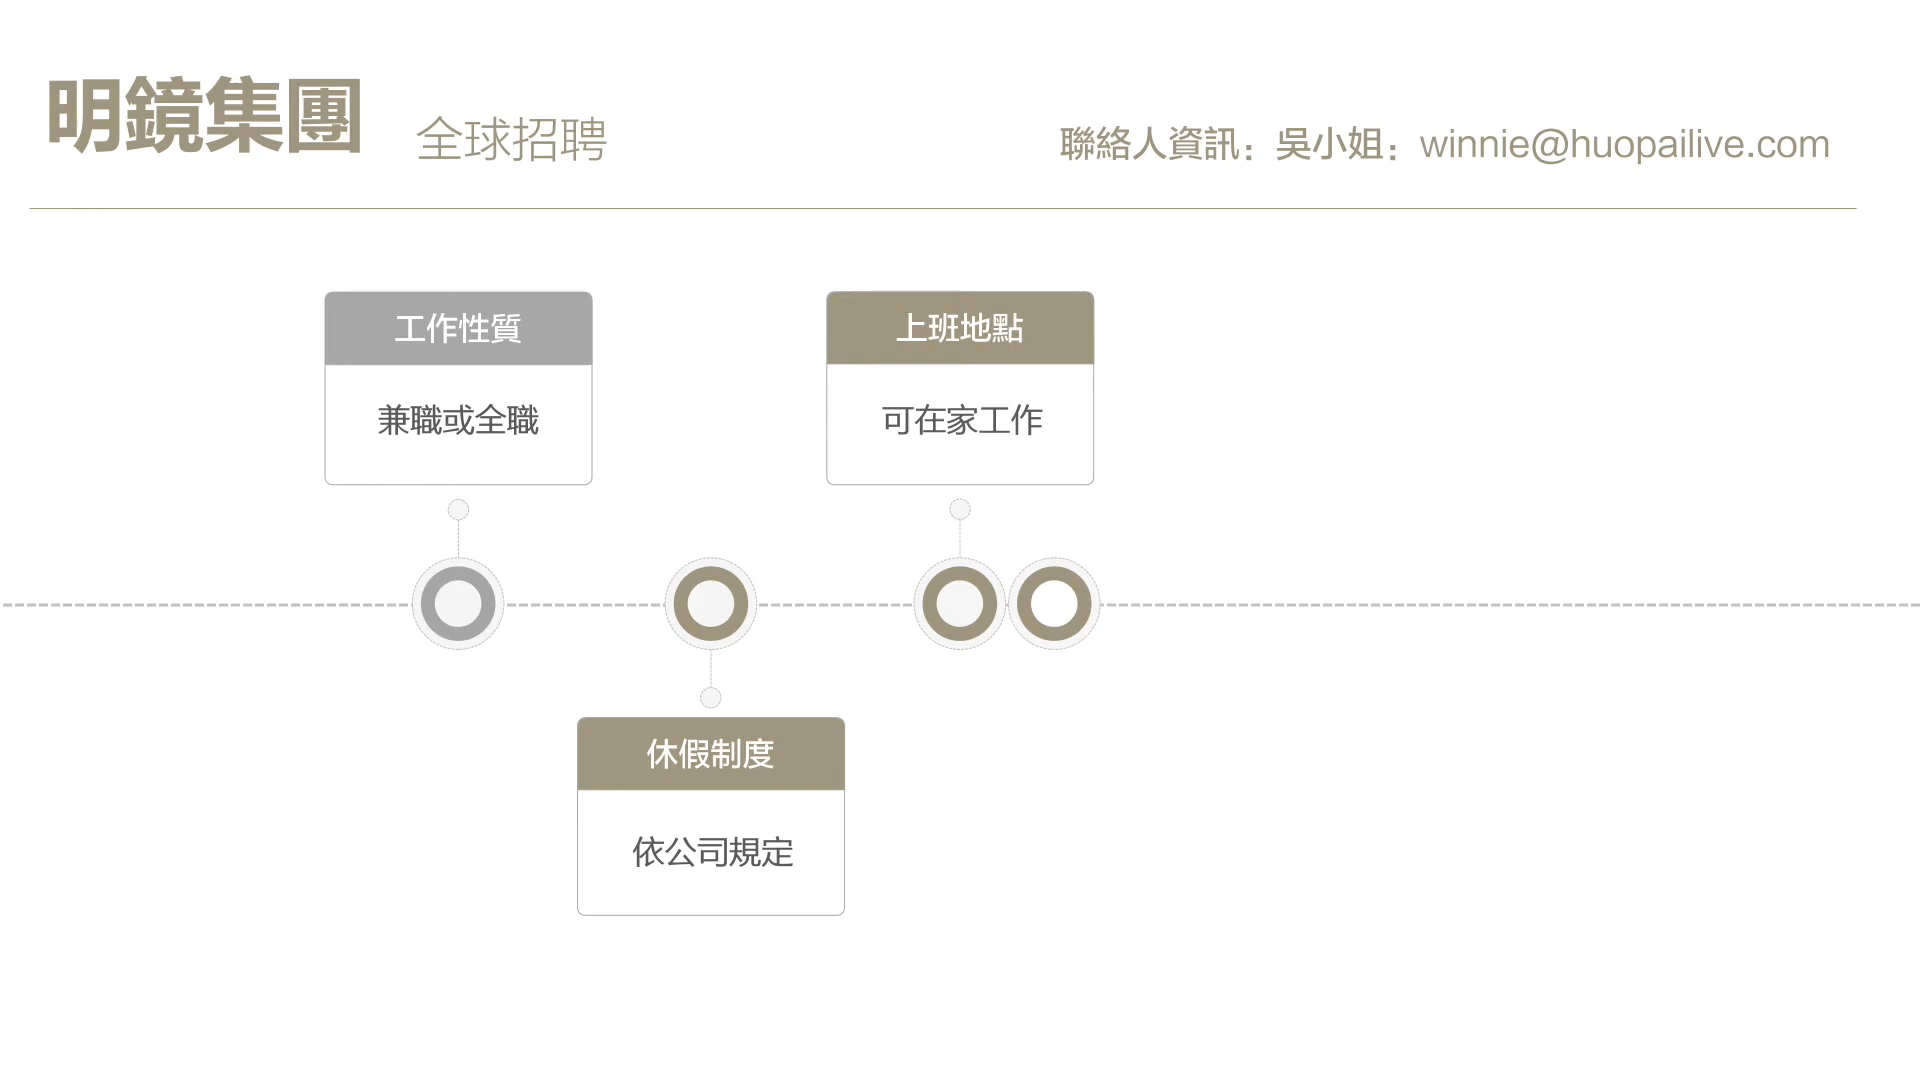 明鏡集團
全球招聘
聯絡人資訊：吳小姐：winnie@huopailive.com
工作性質
兼職或全職
上班地點
可在家工作
休假制度
依公司規定